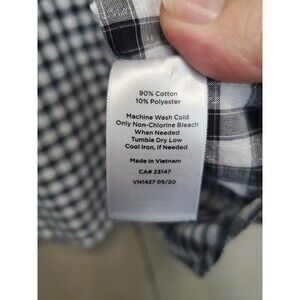 90% Cotton
10% Polyester
Machine Wash Cold
Only Non-Chlorine Bleach
When Needed
Tumble Dry Low
Cool Iron, If Needed
Made in Vietnam
CA# 23147
VN1427 05/20